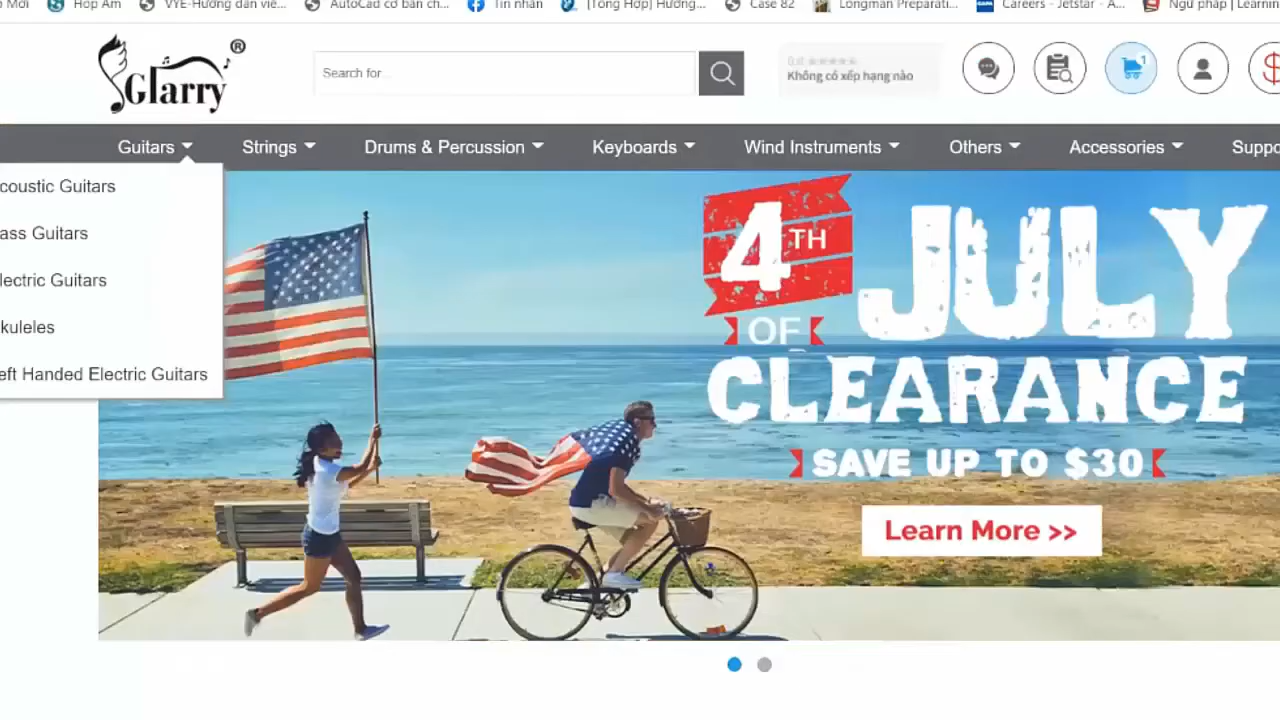 Mới
Hợp Âm
VYE-Hướng dẫn viê...
AutoCad cơ bản ch...
Tin nhắn
[Tổng Hợp] Hướng...
Case 82
Longman Preparati...
Careers - Jetstar - A...
Ngữ pháp | Learnin
Glarry ®
Search for...
0.0
Không có xếp hạng nào
1
Guitars
Strings
Drums & Percussion
Keyboards
Wind Instruments
Others
Accessories
Suppo
coustic Guitars
ass Guitars
lectric Guitars
kuleles
eft Handed Electric Guitars
4TH
OF
JULY
CLEARANCE
SAVE UP TO $30
Learn More >>